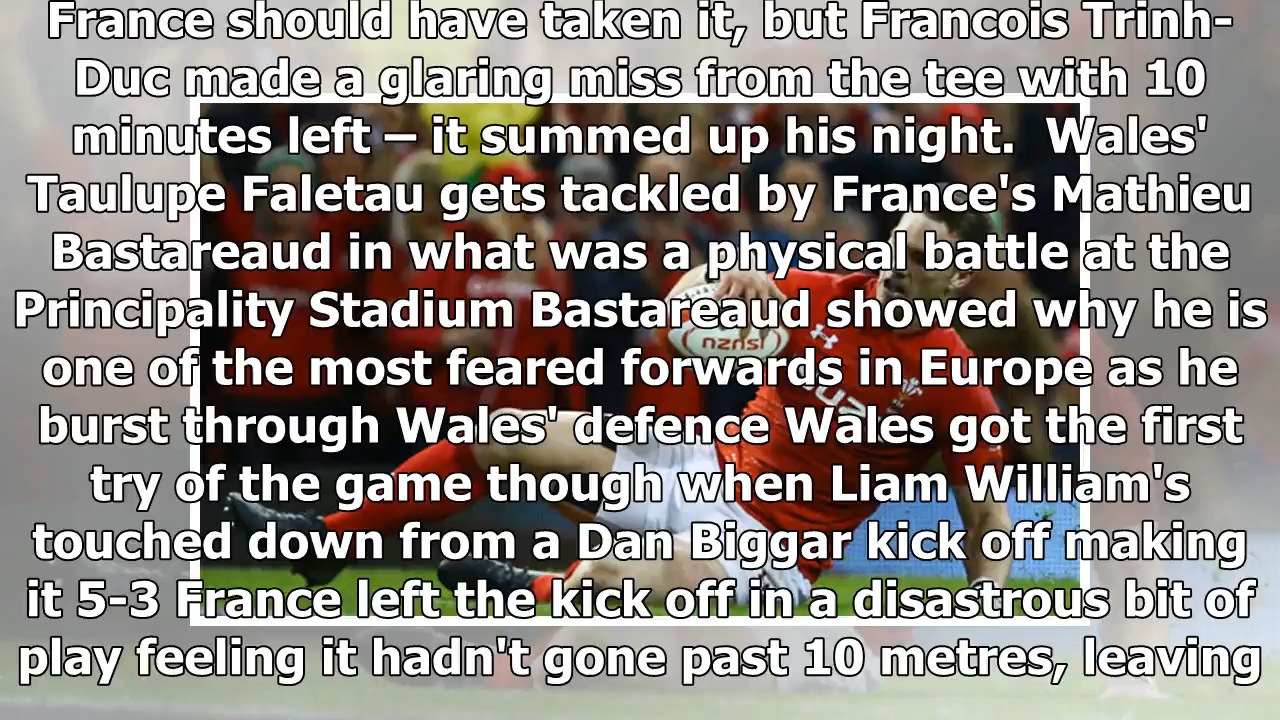 France should have taken it, but Francois Trinh-
Duc made a glaring miss from the tee with 10
minutes left – it summed up his night.  Wales'
Taulupe Faletau gets tackled by France's Mathieu
Bastareaud in what was a physical battle at the
Principality Stadium Bastareaud showed why he is
one of the most feared forwards in Europe as he
burst through Wales' defence Wales got the first
try of the game though when Liam William's
touched down from a Dan Biggar kick off making
it 5-3 France left the kick off in a disastrous bit of
play feeling it hadn't gone past 10 metres, leaving